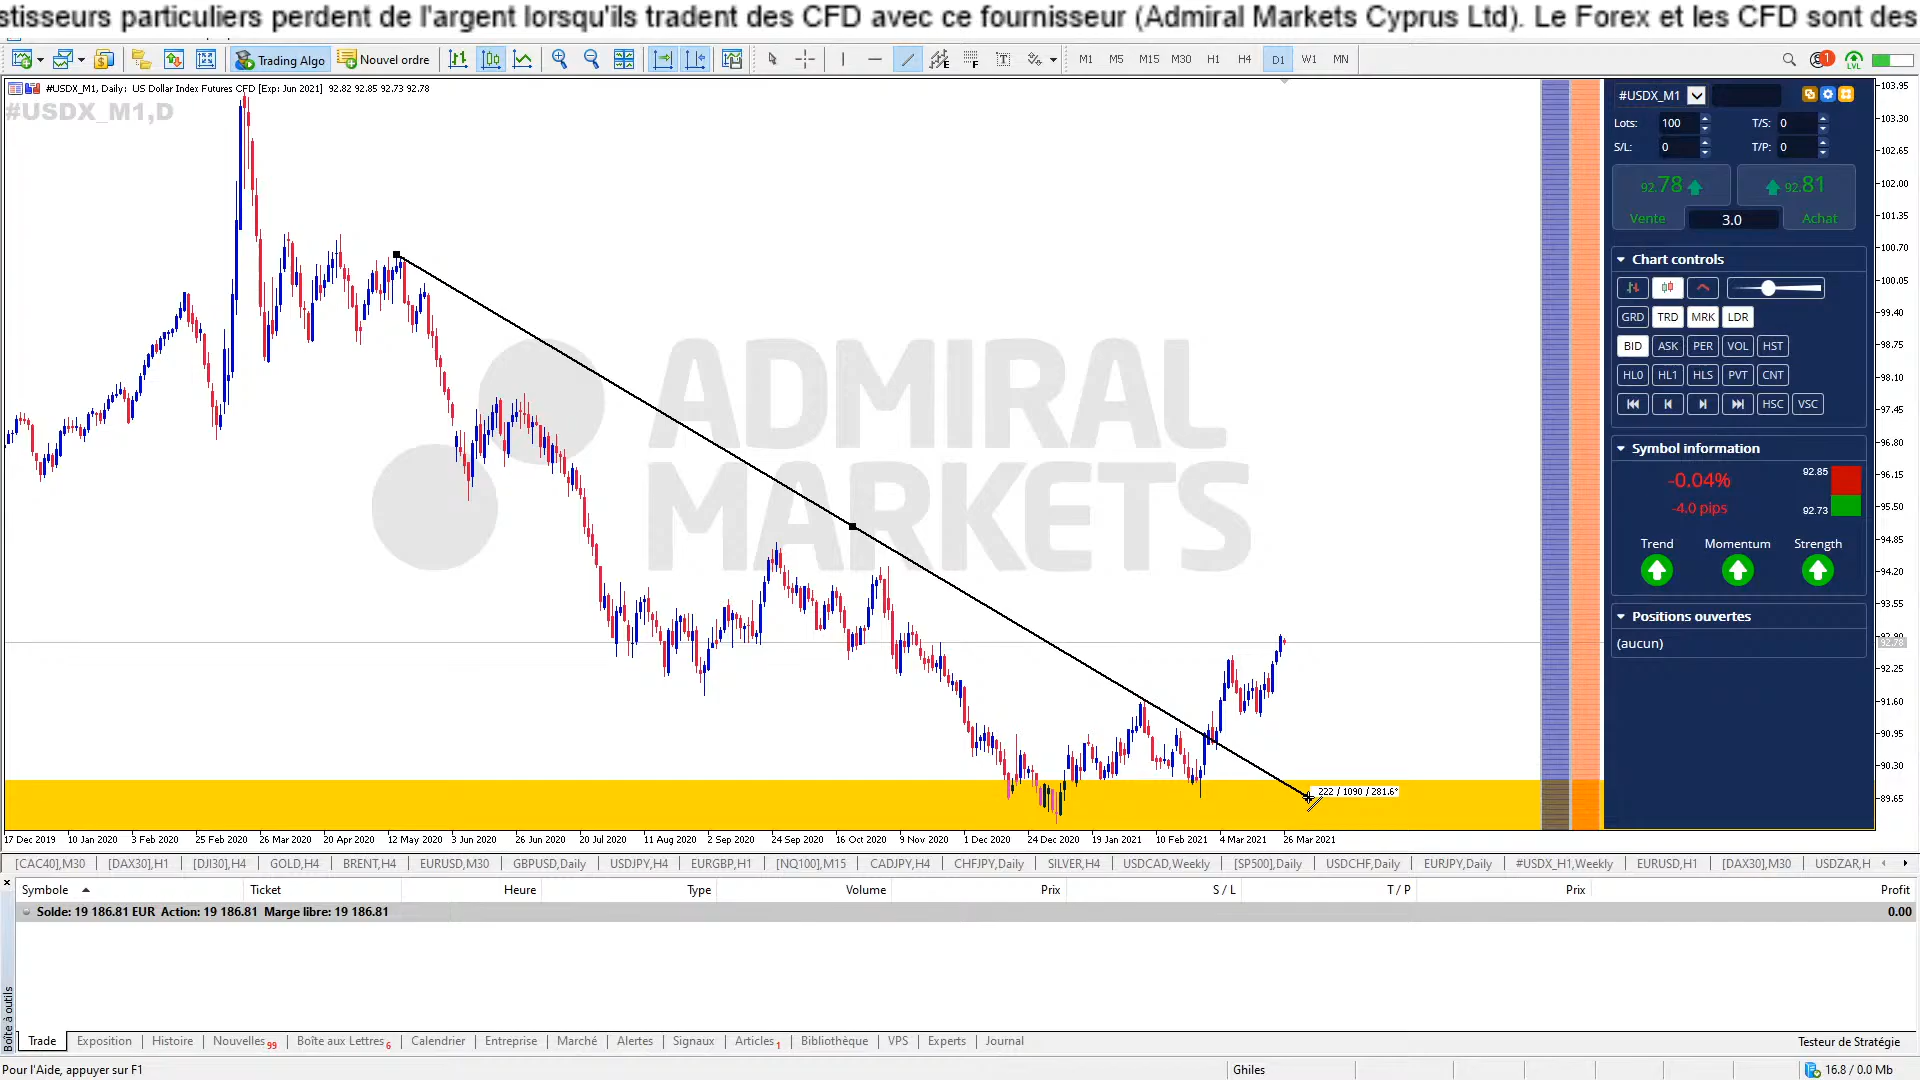 stisseurs particuliers perdent de l'argent lorsqu'ils tradent des CFD avec ce fournisseur (Admiral Markets Cyprus Ltd). Le Forex et les CFD sont des
Trading Algo Nouvel ordre M1 M5 M15 M30 H1 H4 D1 W1 MN 1 LVL
#USDX_M1, Daily: US Dollar Index Futures CFD [Exp: Jun 2021] 92.82 92.85 92.73 92.78
#USDX_M1,D
ADMIRAL
MARKETS
222 / 1090 / 281.6°
103.95
103.30
102.65
102.00
101.35
100.70
100.05
99.40
98.75
98.10
97.45
96.80
96.15
95.50
94.85
94.20
93.55
92.90
92.78
92.25
91.60
90.95
90.30
89.65
#USDX_M1
Lots: 100 T/S: 0
S/L: 0 T/P: 0
92.78 92.81
Vente 3.0 Achat
Chart controls
GRD TRD MRK LDR
BID ASK PER VOL HST
HL0 HL1 HLS PVT CNT
HSC VSC
Symbol information
-0.04% 92.85
-4.0 pips 92.73
Trend Momentum Strength
Positions ouvertes
(aucun)
17 Dec 2019 10 Jan 2020 3 Feb 2020 25 Feb 2020 26 Mar 2020 20 Apr 2020 12 May 2020 3 Jun 2020 26 Jun 2020 20 Jul 2020 11 Aug 2020 2 Sep 2020 24 Sep 2020 16 Oct 2020 9 Nov 2020 1 Dec 2020 24 Dec 2020 19 Jan 2021 10 Feb 2021 4 Mar 2021 26 Mar 2021
[CAC40],M30 [DAX30],H1 [DJI30],H4 GOLD,H4 BRENT,H4 EURUSD,M30 GBPUSD,Daily USDJPY,H4 EURGBP,H1 [NQ100],M15 CADJPY,H4 CHFJPY,Daily SILVER,H4 USDCAD,Weekly [SP500],Daily USDCHF,Daily EURJPY,Daily #USDX_H1,Weekly EURUSD,H1 [DAX30],M30 USDZAR,H
Symbole Ticket Heure Type Volume Prix S / L T / P Prix Profit
Solde: 19 186.81 EUR Action: 19 186.81 Marge libre: 19 186.81 0.00
Boîte à outils
Trade Exposition Histoire Nouvelles 99 Boîte aux Lettres 6 Calendrier Entreprise Marché Alertes Signaux Articles 1 Bibliothèque VPS Experts Journal Testeur de Stratégie
Pour l'Aide, appuyer sur F1 Ghiles 16.8 / 0.0 Mb